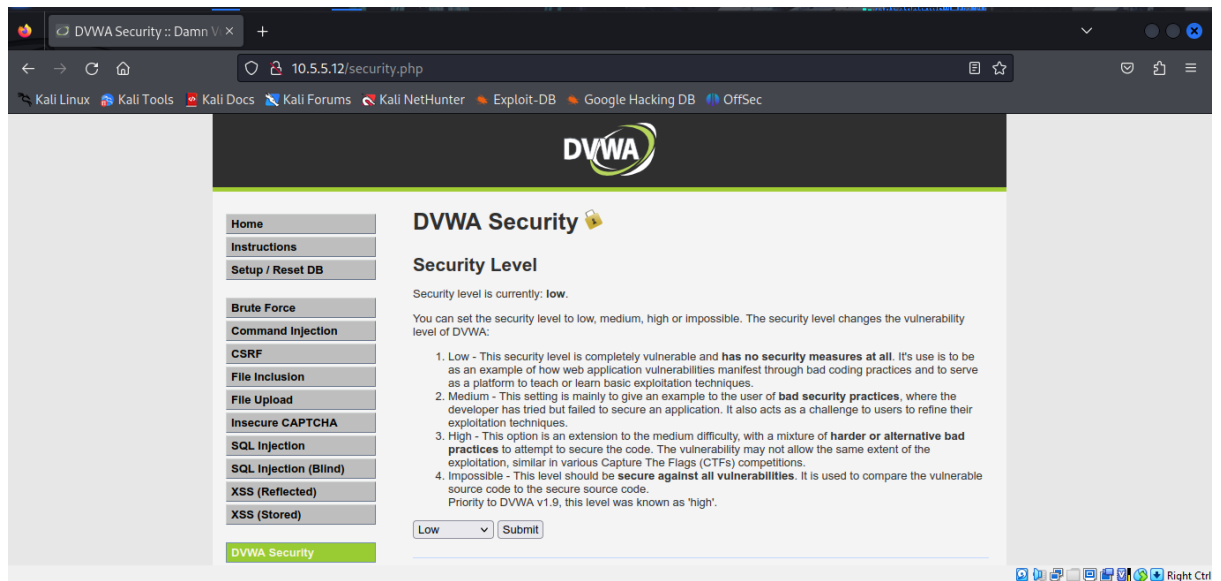 DVWA Security :: Damn V
10.5.5.12/security.php
Kali Linux Kali Tools Kali Docs Kali Forums Kali NetHunter Exploit-DB Google Hacking DB OffSec
DVWA
Home
Instructions
Setup / Reset DB
Brute Force
Command Injection
CSRF
File Inclusion
File Upload
Insecure CAPTCHA
SQL Injection
SQL Injection (Blind)
XSS (Reflected)
XSS (Stored)
DVWA Security
DVWA Security
Security Level
Security level is currently: low.
You can set the security level to low, medium, high or impossible. The security level changes the vulnerability
level of DVWA:
1. Low - This security level is completely vulnerable and has no security measures at all. It's use is to be
as an example of how web application vulnerabilities manifest through bad coding practices and to serve
as a platform to teach or learn basic exploitation techniques.
2. Medium - This setting is mainly to give an example to the user of bad security practices, where the
developer has tried but failed to secure an application. It also acts as a challenge to users to refine their
exploitation techniques.
3. High - This option is an extension to the medium difficulty, with a mixture of harder or alternative bad
practices to attempt to secure the code. The vulnerability may not allow the same extent of the
exploitation, similar in various Capture The Flags (CTFs) competitions.
4. Impossible - This level should be secure against all vulnerabilities. It is used to compare the vulnerable
source code to the secure source code.
Priority to DVWA v1.9, this level was known as 'high'.
Low Submit
Right Ctrl